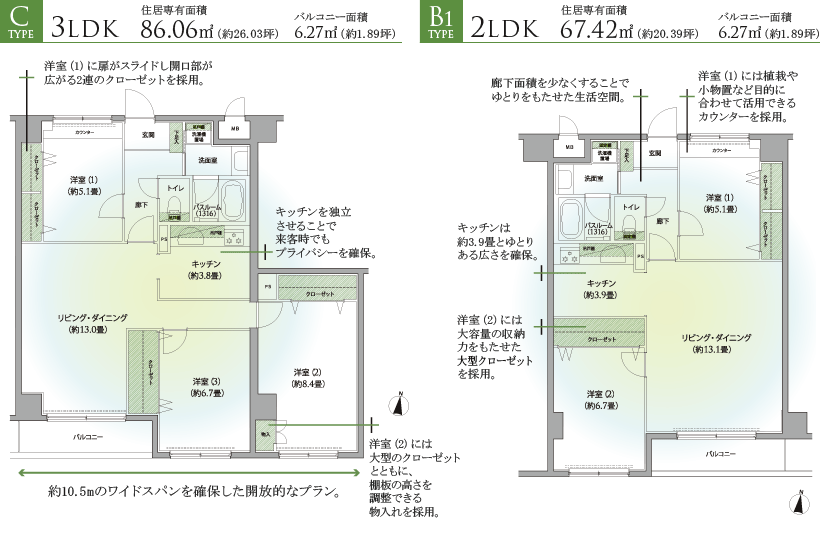 C
TYPE
3LDK
住居専有面積
86.06㎡(約26.03坪)
バルコニー面積
6.27㎡(約1.89坪)
洋室(1)に扉がスライドし開口部が
広がる2連のクローゼットを採用。
カウンター
玄関
下足入
吊戸棚
洗濯機
置場
MB
クローゼット
クローゼット
洋室(1)
(約5.1畳)
洗面室
廊下
トイレ
吊戸棚
バスルーム
(1316)
PS
吊戸棚
キッチン
(約3.8畳)
キッチンを独立
させることで
来客時でも
プライバシーを確保。
リビング・ダイニング
(約13.0畳)
PS
クローゼット
クローゼット
洋室(3)
(約6.7畳)
洋室(2)
(約8.4畳)
物入
N
バルコニー
洋室(2)には
大型のクローゼット
とともに、
棚板の高さを
調整できる
物入れを採用。
約10.5mのワイドスパンを確保した開放的なプラン。
B1
TYPE
2LDK
住居専有面積
67.42㎡(約20.39坪)
バルコニー面積
6.27㎡(約1.89坪)
廊下面積を少なくすることで
ゆとりをもたせた生活空間。
洋室(1)には植栽や
小物置など目的に
合わせて活用できる
カウンターを採用。
MB
吊戸棚
洗濯機
置場
下足入
玄関
カウンター
洗面室
洋室(1)
(約5.1畳)
クローゼット
クローゼット
トイレ
吊戸棚
バスルーム
(1316)
廊下
吊戸棚
PS
キッチンは
約3.9畳とゆとり
ある広さを確保。
キッチン
(約3.9畳)
洋室(2)には
大容量の収納
力をもたせた
大型クローゼット
を採用。
クローゼット
リビング・ダイニング
(約13.1畳)
洋室(2)
(約6.7畳)
バルコニー
N